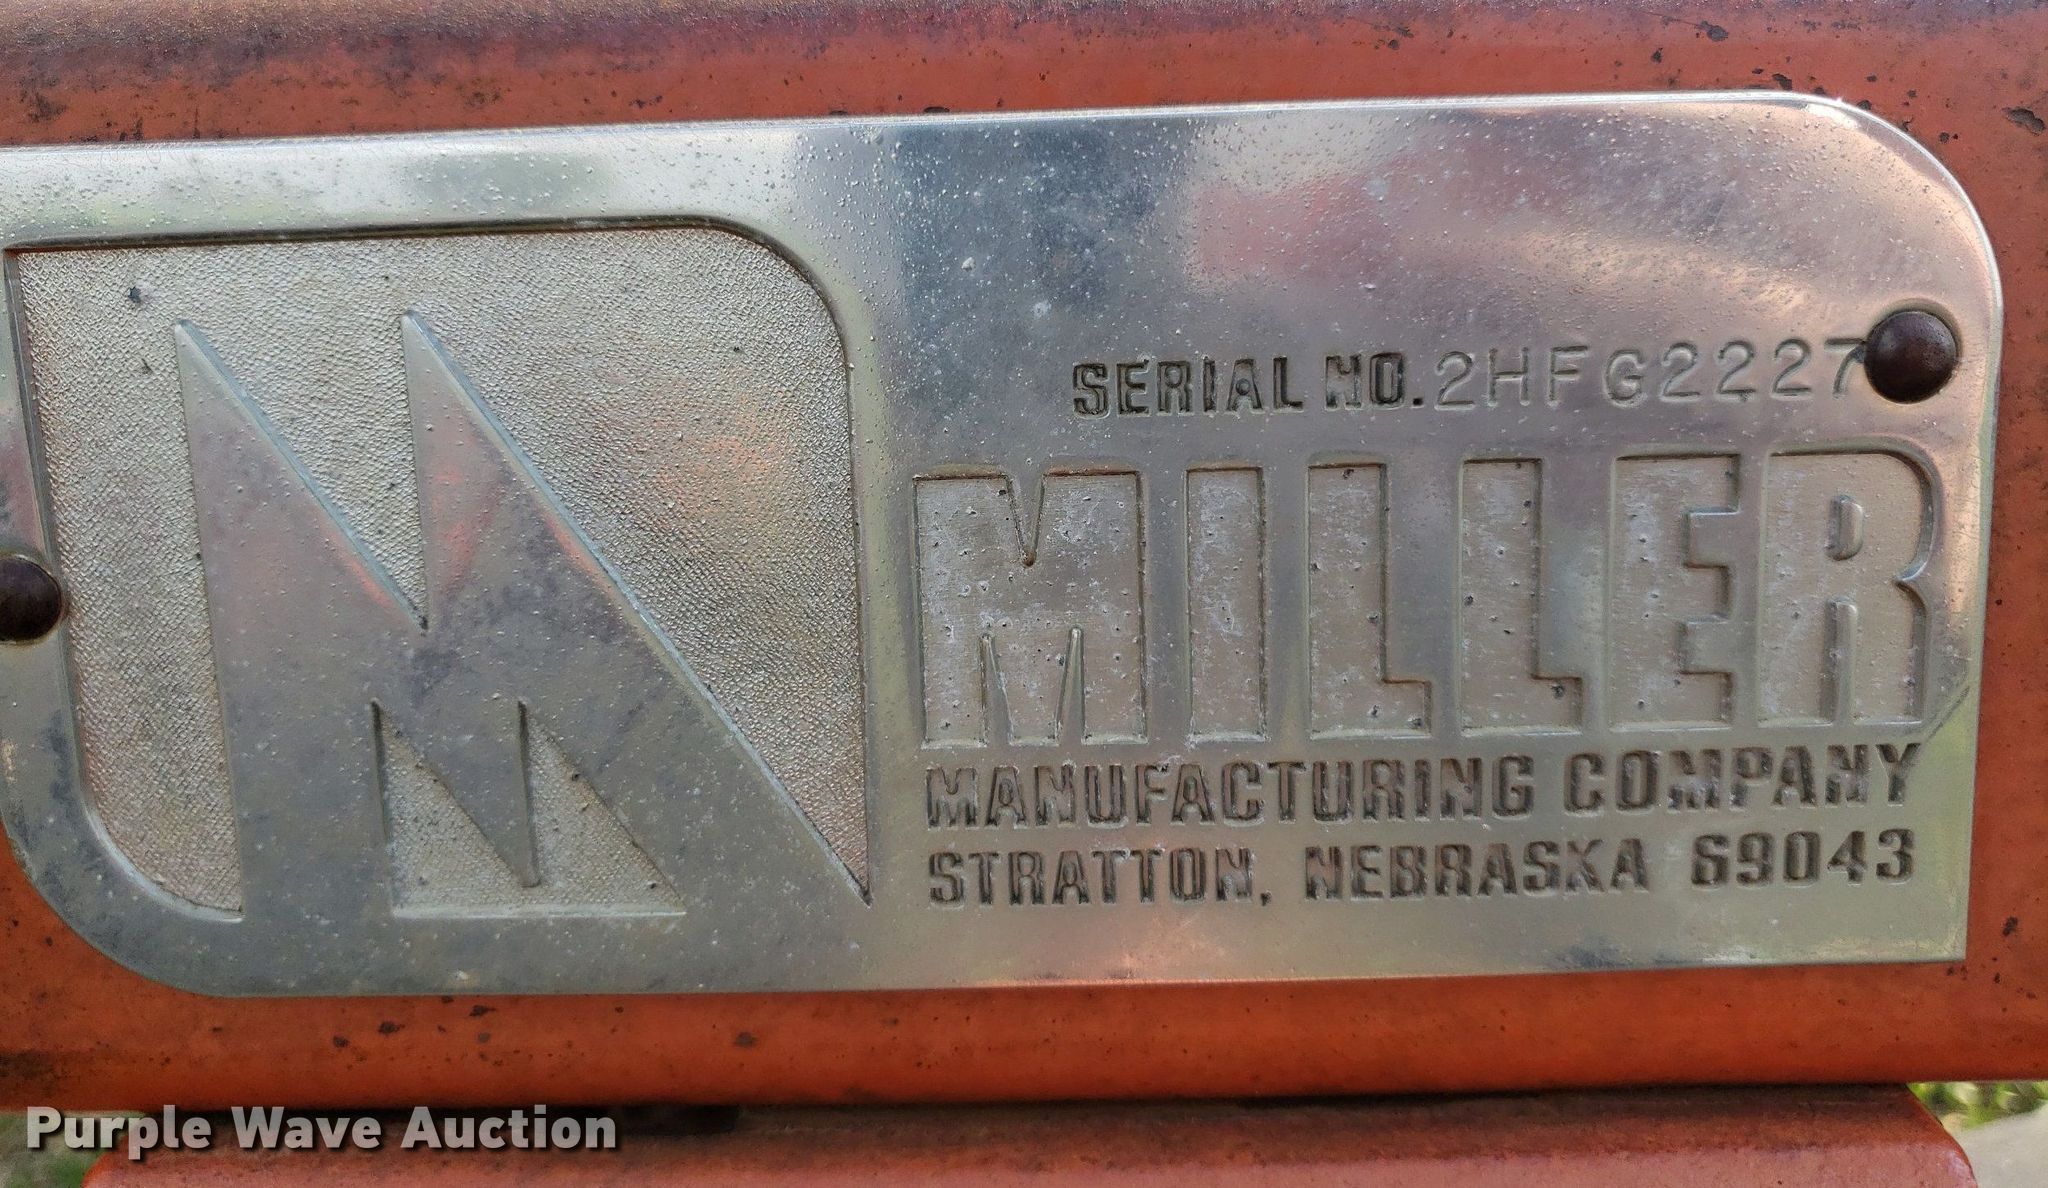 SERIAL NO. 2HFG2227
MILLER
MANUFACTURING COMPANY
STRATTON, NEBRASKA 69043
Purple Wave Auction